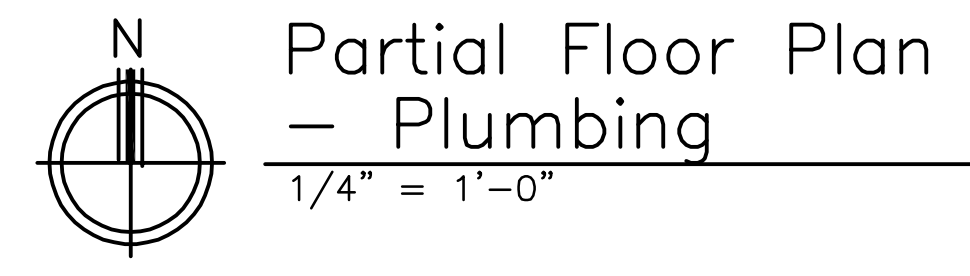 N
Partial Floor Plan
- Plumbing
1/4" = 1'-0"